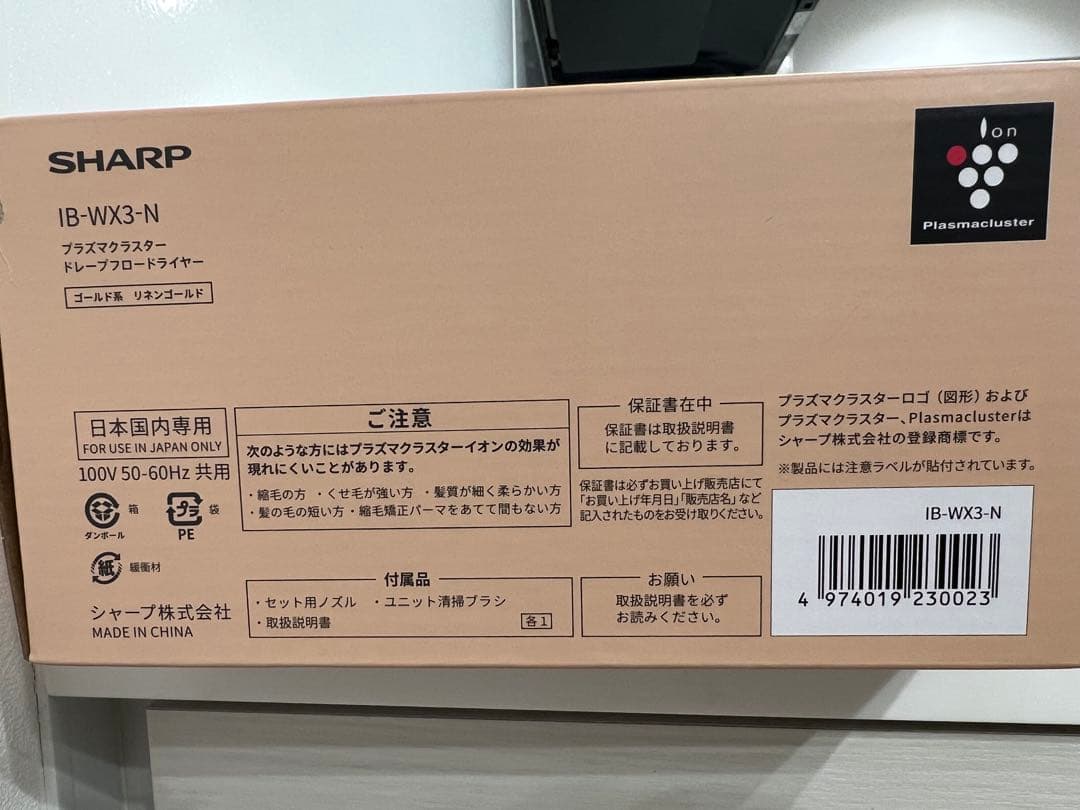 SHARP
IB-WX3-N
プラズマクラスター
ドレープフロードライヤー
ゴールド系 リネンゴールド
Ion
Plasmacluster
日本国内専用
FOR USE IN JAPAN ONLY
100V 50-60Hz 共用
ダンボール
箱
プラ
PE
袋
紙
緩衝材
シャープ株式会社
MADE IN CHINA
ご注意
次のような方にはプラズマクラスターイオンの効果が
現れにくいことがあります。
・縮毛の方 ・くせ毛が強い方 ・髪質が細く柔らかい方
・髪の毛の短い方 ・縮毛矯正パーマをあてて間もない方
付属品
・セット用ノズル ・ユニット清掃ブラシ
・取扱説明書
各1
保証書在中
保証書は取扱説明書
に記載しております。
保証書は必ずお買い上げ販売店にて
「お買い上げ年月日」「販売店名」など
記入されたものをお受け取りください。
お願い
取扱説明書を必ず
お読みください。
プラズマクラスターロゴ（図形）および
プラズマクラスター、Plasmaclusterは
シャープ株式会社の登録商標です。
※製品には注意ラベルが貼付されています。
IB-WX3-N
4 974019 230023